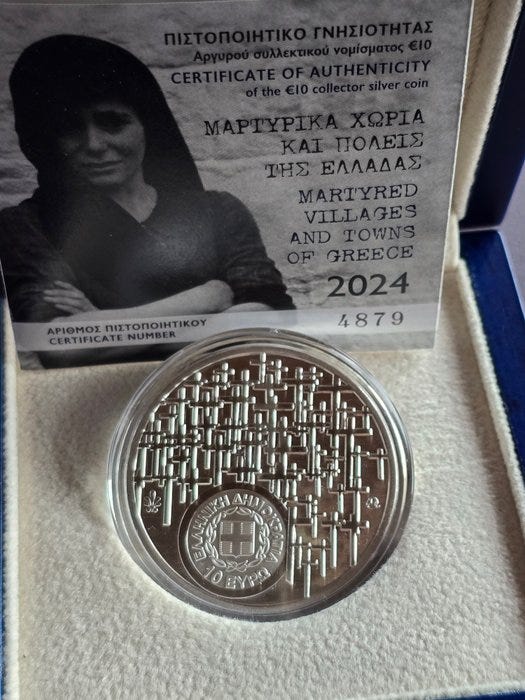 ΠΙΣΤΟΠΟΙΗΤΙΚΟ ΓΝΗΣΙΟΤΗΤΑΣ
Αργυρού συλλεκτικού νομίσματος €10
CERTIFICATE OF AUTHENTICITY
of the €10 collector silver coin
ΜΑΡΤΥΡΙΚΑ ΧΩΡΙΑ
ΚΑΙ ΠΟΛΕΙΣ
ΤΗΣ ΕΛΛΑΔΑΣ
MARTYRED
VILLAGES
AND TOWNS
OF GREECE
2024
ΑΡΙΘΜΟΣ ΠΙΣΤΟΠΟΙΗΤΙΚΟΥ
CERTIFICATE NUMBER
4879
ΕΛΛΗΝΙΚΗ ΔΗΜΟΚΡΑΤΙΑ
10 ΕΥΡΩ